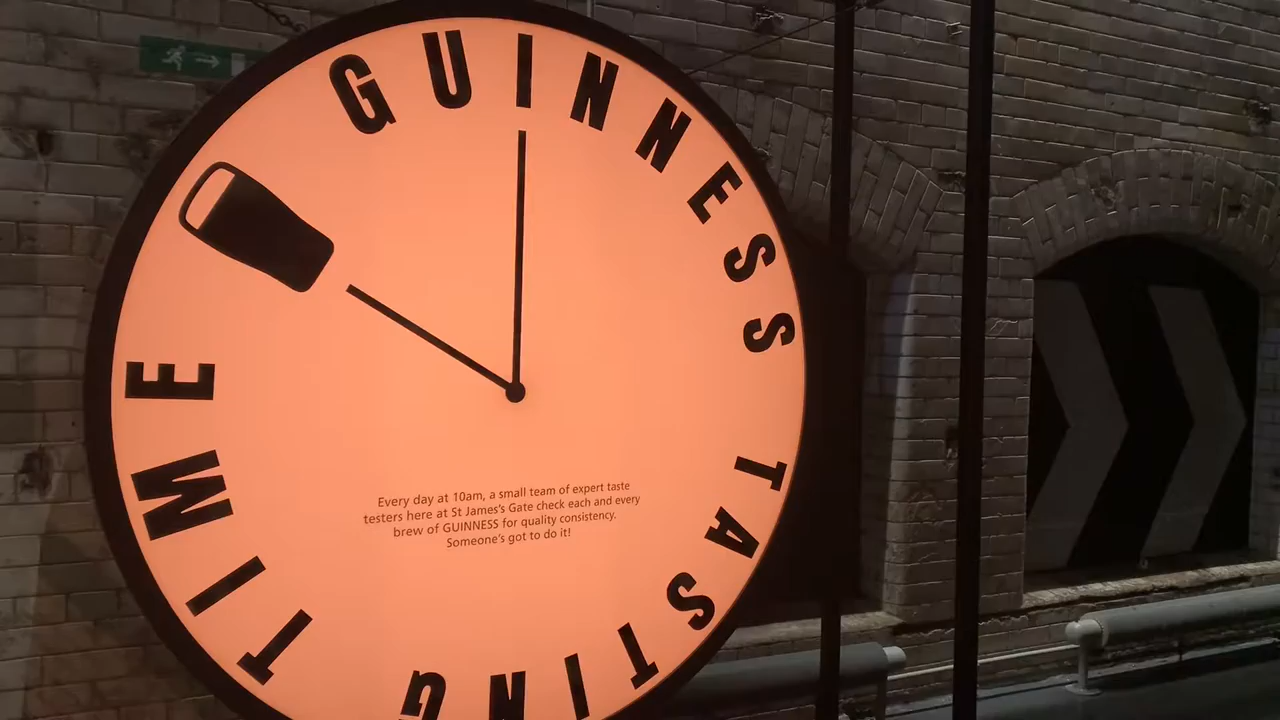 GUINNESS TASTING TIME
Every day at 10am, a small team of expert taste
testers here at St James's Gate check each and every
brew of GUINNESS for quality consistency.
Someone's got to do it!